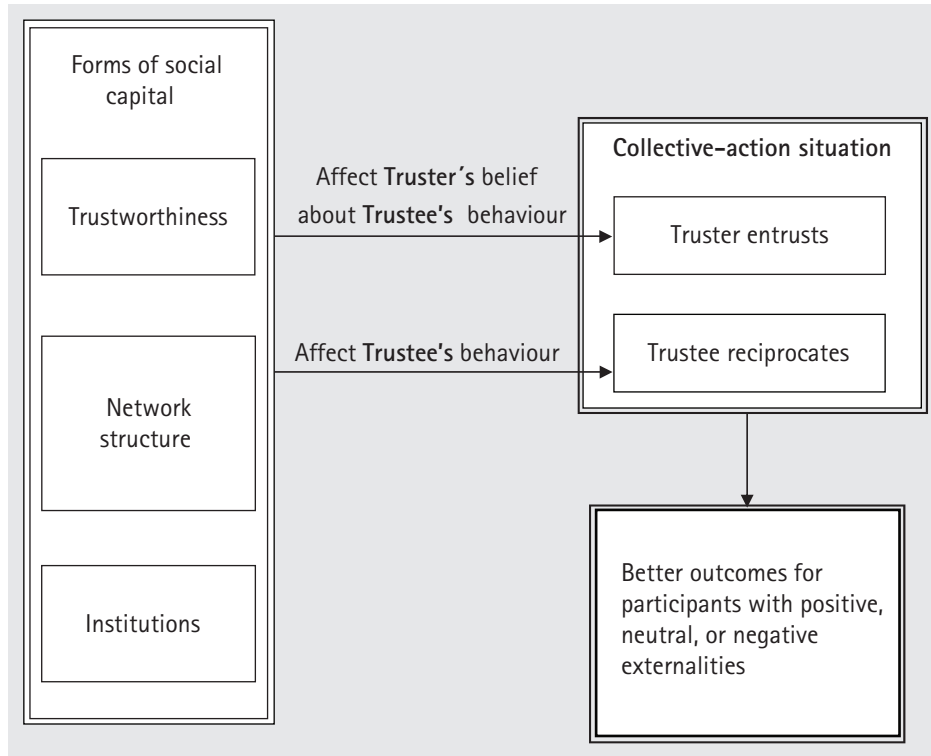 Forms of social
capital
Trustworthiness
Network
structure
Institutions
Affect Truster´s belief
about Trustee's behaviour
Affect Trustee's behaviour
Collective-action situation
Truster entrusts
Trustee reciprocates
Better outcomes for
participants with positive,
neutral, or negative
externalities